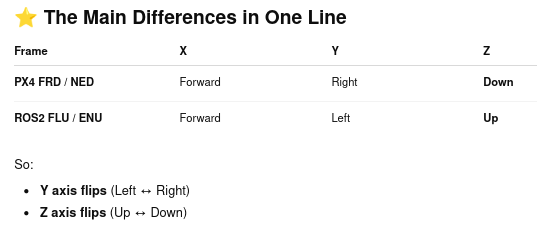 ⭐ The Main Differences in One Line
Frame X Y Z
PX4 FRD / NED Forward Right Down
ROS2 FLU / ENU Forward Left Up
So:
• Y axis flips (Left ↔ Right)
• Z axis flips (Up ↔ Down)